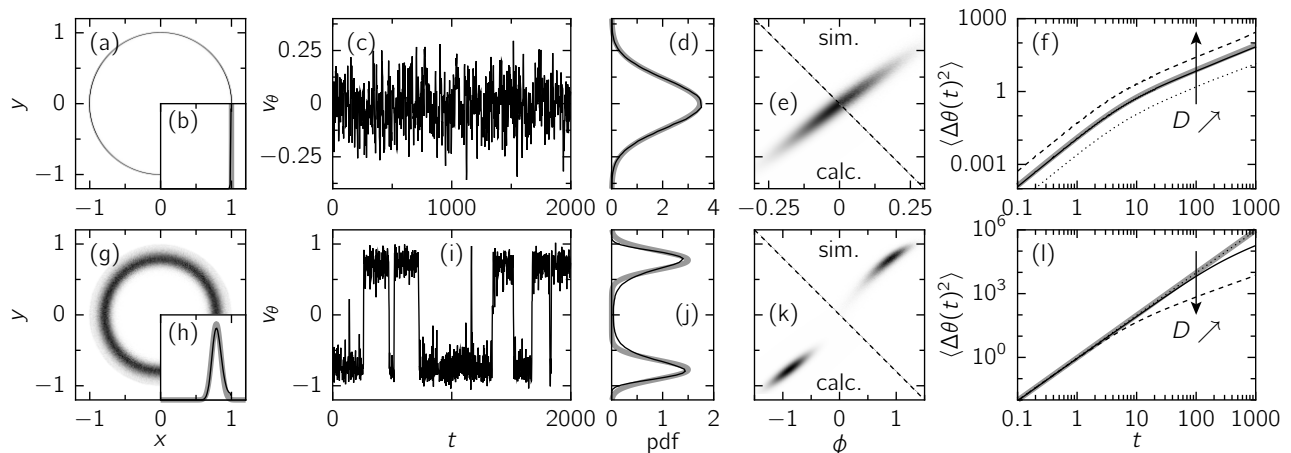 (a)
(b)
y
1
0
−1
−1 0 1
(c)
v_θ
0.25
0
−0.25
0 1000 2000
(d)
0 2 4
(e)
sim.
calc.
−0.25 0 0.25
(f)
⟨Δθ(t)²⟩
1000
1
0.001
D ↗
0.1 1 10 100 1000
(g)
(h)
y
1
0
−1
−1 0 1
x
(i)
v_θ
1
0
−1
0 1000 2000
t
(j)
0 1 2
pdf
(k)
sim.
calc.
−1 0 1
ϕ
(l)
⟨Δθ(t)²⟩
10⁶
10³
10⁰
D ↗
0.1 1 10 100 1000
t